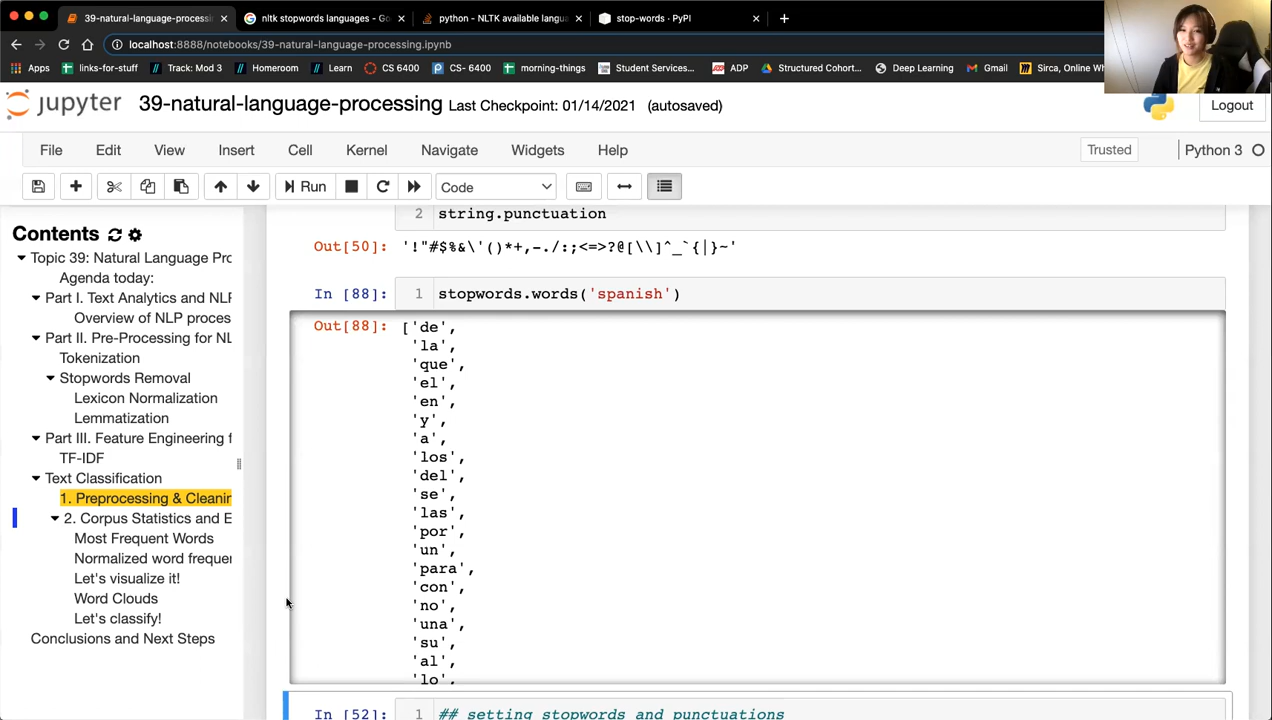 39-natural-language-processin
nltk stopwords languages - Goo
python - NLTK available langua
stop-words · PyPI
localhost:8888/notebooks/39-natural-language-processing.ipynb
Apps links-for-stuff Track: Mod 3 Homeroom Learn CS 6400 CS- 6400 morning-things Student Services... ADP Structured Cohort... Deep Learning Gmail Sirca, Online Wh
jupyter 39-natural-language-processing Last Checkpoint: 01/14/2021 (autosaved) Logout
File Edit View Insert Cell Kernel Navigate Widgets Help Trusted Python 3
Run Code
Contents
Topic 39: Natural Language Prc
Agenda today:
Part I. Text Analytics and NLF
Overview of NLP proces
Part II. Pre-Processing for NL
Tokenization
Stopwords Removal
Lexicon Normalization
Lemmatization
Part III. Feature Engineering f
TF-IDF
Text Classification
1. Preprocessing & Cleanin
2. Corpus Statistics and E
Most Frequent Words
Normalized word frequer
Let's visualize it!
Word Clouds
Let's classify!
Conclusions and Next Steps
2 string.punctuation
Out[50]: '!"#$%&\'()*+,-./:;<=>?@[\\]^_`{|}~'
In [88]: 1 stopwords.words('spanish')
Out[88]: ['de',
'la',
'que',
'el',
'en',
'y',
'a',
'los',
'del',
'se',
'las',
'por',
'un',
'para',
'con',
'no',
'una',
'su',
'al',
'lo',
In [52]: 1 ## setting stopwords and punctuations